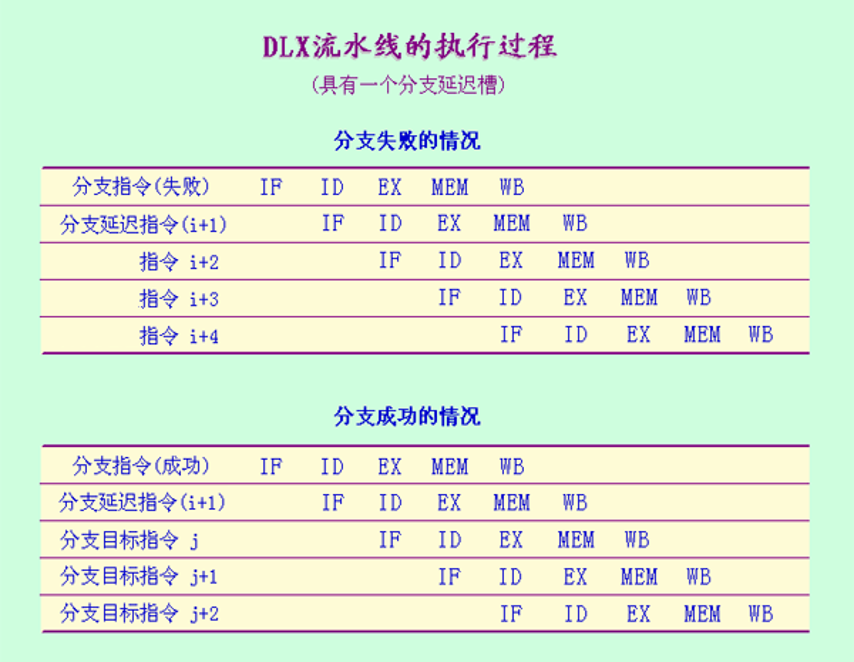 DLX流水线的执行过程
(具有一个分支延迟槽)
分支失败的情况
分支指令(失败) IF ID EX MEM WB
分支延迟指令(i+1) IF ID EX MEM WB
指令 i+2 IF ID EX MEM WB
指令 i+3 IF ID EX MEM WB
指令 i+4 IF ID EX MEM WB
分支成功的情况
分支指令(成功) IF ID EX MEM WB
分支延迟指令(i+1) IF ID EX MEM WB
分支目标指令 j IF ID EX MEM WB
分支目标指令 j+1 IF ID EX MEM WB
分支目标指令 j+2 IF ID EX MEM WB